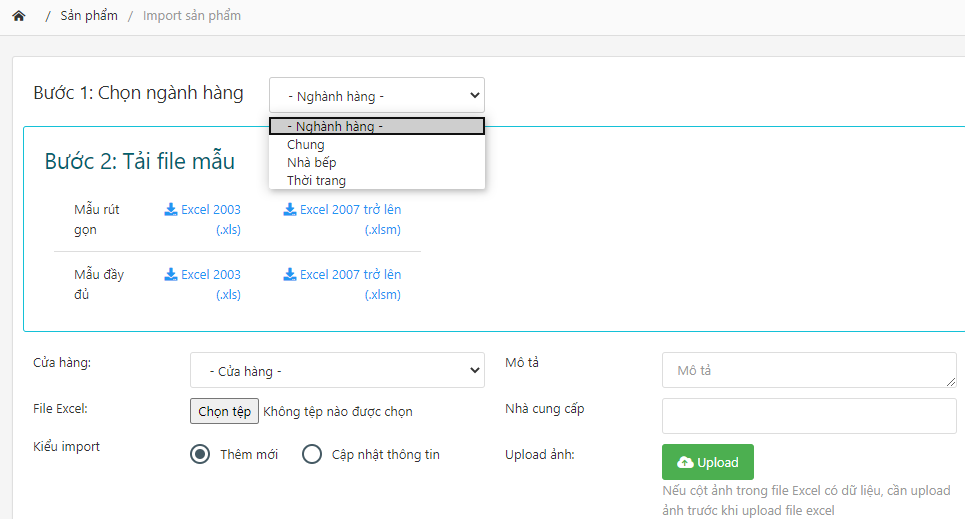 / Sản phẩm / Import sản phẩm
Bước 1: Chọn ngành hàng
- Nghành hàng -
- Nghành hàng -
Chung
Nhà bếp
Thời trang
Bước 2: Tải file mẫu
Mẫu rút gọn
Excel 2003 (.xls)
Excel 2007 trở lên (.xlsm)
Mẫu đầy đủ
Excel 2003 (.xls)
Excel 2007 trở lên (.xlsm)
Cửa hàng:
- Cửa hàng -
Mô tả
Mô tả
File Excel:
Chọn tệp Không tệp nào được chọn
Nhà cung cấp
Kiểu import
Thêm mới
Cập nhật thông tin
Upload ảnh:
Upload
Nếu cột ảnh trong file Excel có dữ liệu, cần upload
ảnh trước khi upload file excel